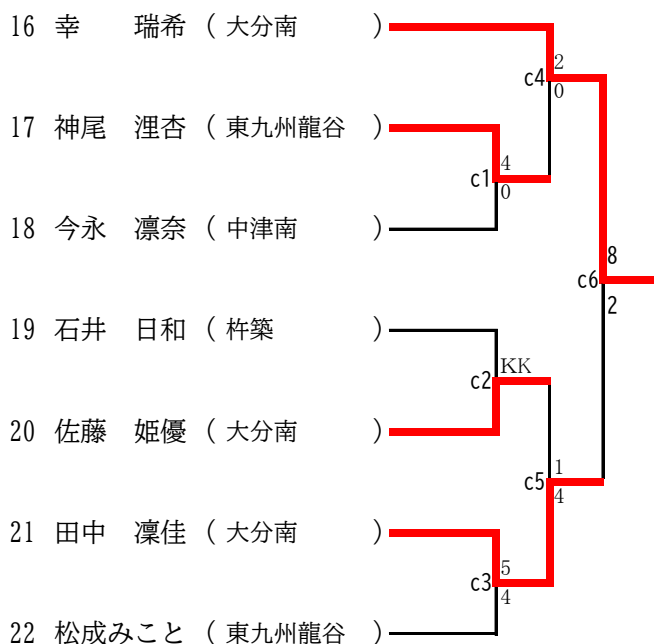 16 幸　　瑞希 ( 大分南　　　)
2
c4
0
17 神尾　浬杏 ( 東九州龍谷　)
4
c1
0
18 今永　凛奈 ( 中津南　　　)
8
c6
2
19 石井　日和 ( 杵築　　　　)
KK
c2
20 佐藤　姫優 ( 大分南　　　)
1
c5
4
21 田中　凜佳 ( 大分南　　　)
5
c3
4
22 松成みこと ( 東九州龍谷　)